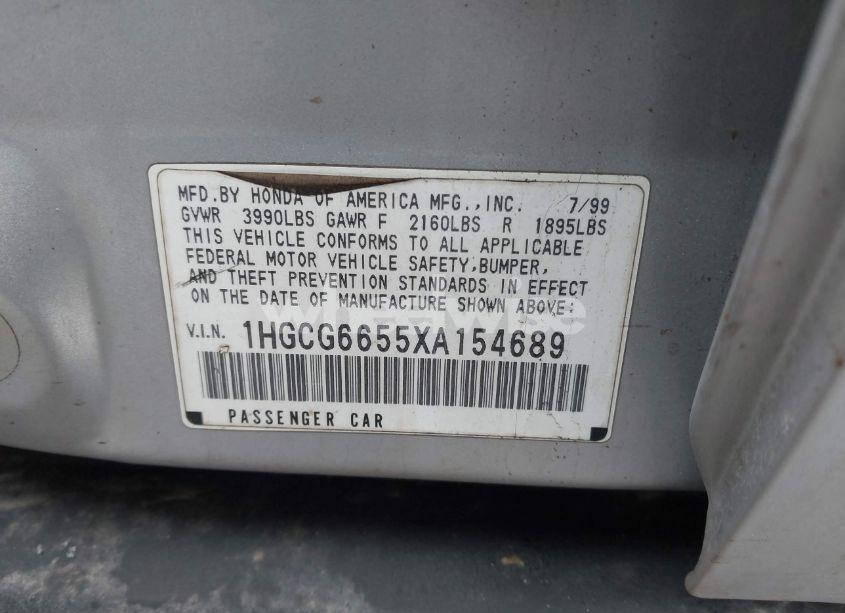 MFD.BY HONDA OF AMERICA MFG.,INC. 7/99
GVWR 3990LBS GAWR F 2160LBS R 1895LBS
THIS VEHICLE CONFORMS TO ALL APPLICABLE
FEDERAL MOTOR VEHICLE SAFETY,BUMPER,
AND THEFT PREVENTION STANDARDS IN EFFECT
ON THE DATE OF MANUFACTURE SHOWN ABOVE:
V.I.N. 1HGCG6655XA154689
PASSENGER CAR